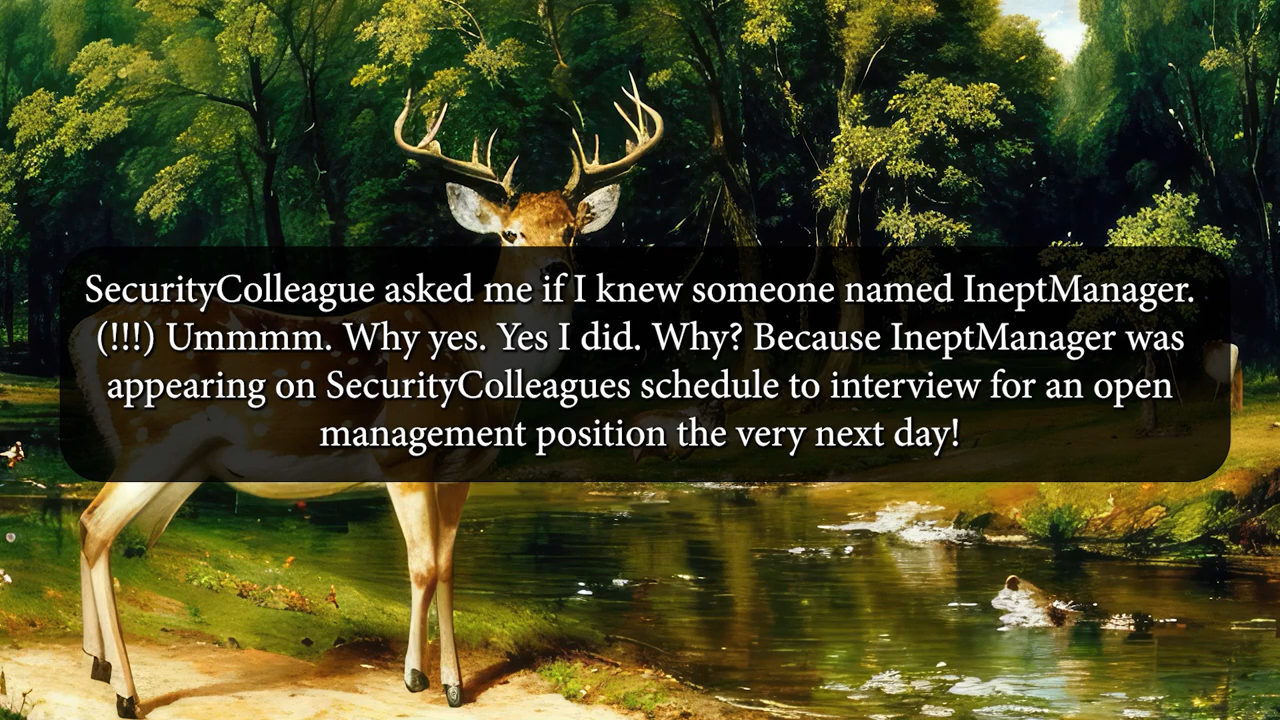 SecurityColleague asked me if I knew someone named IneptManager.
(!!!) Ummmm. Why yes. Yes I did. Why? Because IneptManager was
appearing on SecurityColleagues schedule to interview for an open
management position the very next day!